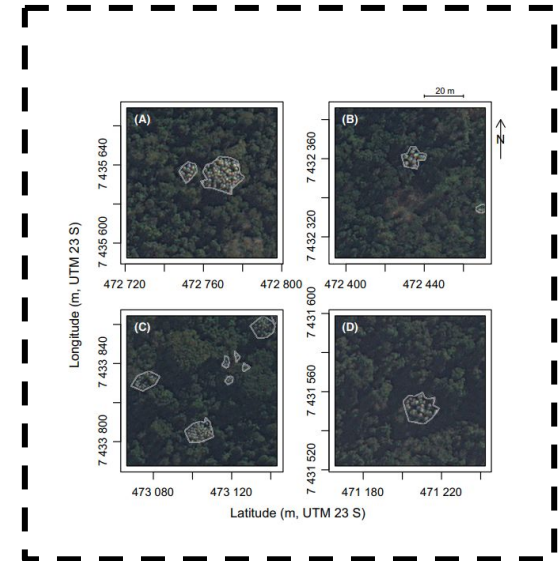 20 m
N
(A)
(B)
7 435 640
7 435 600
472 720 472 760 472 800
7 432 360
7 432 320
472 400 472 440
(C)
(D)
7 433 840
7 433 800
473 080 473 120
7 431 600
7 431 560
7 431 520
471 180 471 220
Longitude (m, UTM 23 S)
Latitude (m, UTM 23 S)